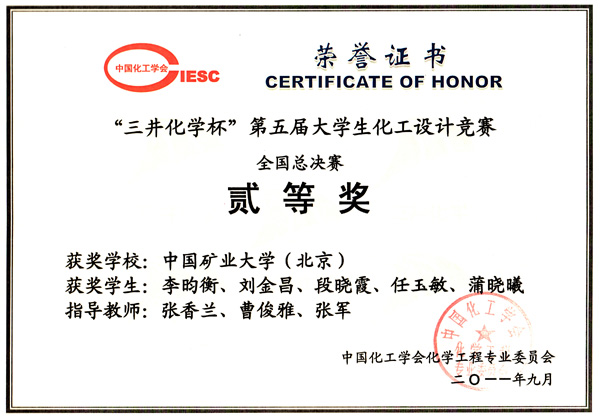 中国化工学会
CIESC
荣誉证书
CERTIFICATE OF HONOR
“三井化学杯”第五届大学生化工设计竞赛
全国总决赛
贰等奖
获奖学校：中国矿业大学（北京）
获奖学生：李昀衡、刘金昌、段晓霞、任玉敏、蒲晓曦
指导教师：张香兰、曹俊雅、张军
中国化工学会化学工程专业委员会
二〇一一年九月